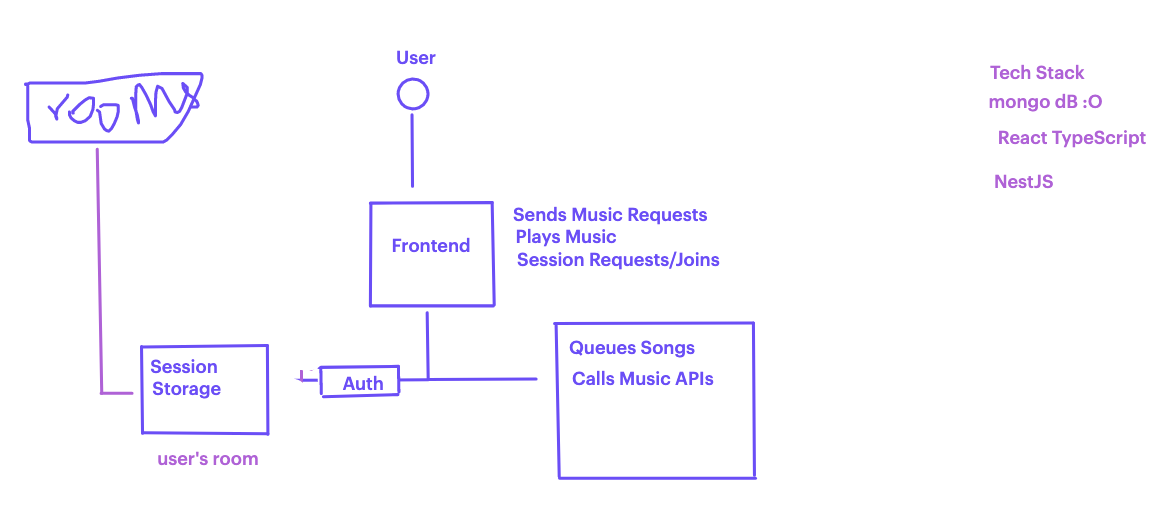 User
rooms
Tech Stack
mongo dB :O
React TypeScript
NestJS
Frontend
Sends Music Requests
Plays Music
Session Requests/Joins
Session
Storage
user's room
Auth
Queues Songs
Calls Music APIs